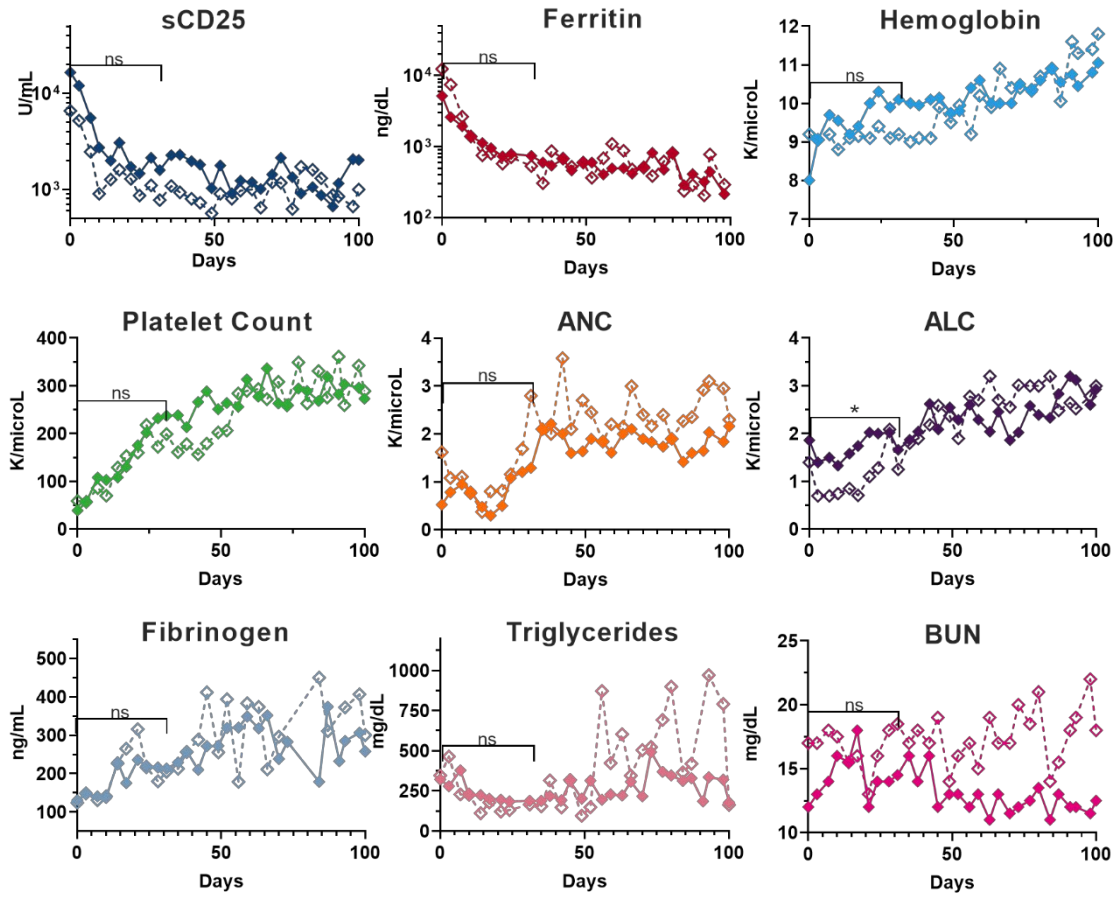 sCD25
U/mL
10^4
10^3
ns
0
50
100
Days
Ferritin
ng/dL
10^4
10^3
10^2
ns
0
50
100
Days
Hemoglobin
K/microL
12
11
10
9
8
7
ns
0
50
100
Days
Platelet Count
K/microL
400
300
200
100
0
ns
0
50
100
Days
ANC
K/microL
4
3
2
1
0
ns
0
50
100
Days
ALC
K/microL
4
3
2
1
0
*
0
50
100
Days
Fibrinogen
ng/mL
500
400
300
200
100
ns
0
50
100
Days
Triglycerides
mg/dL
1000
750
500
250
0
ns
0
50
100
Days
BUN
mg/dL
25
20
15
10
ns
0
50
100
Days